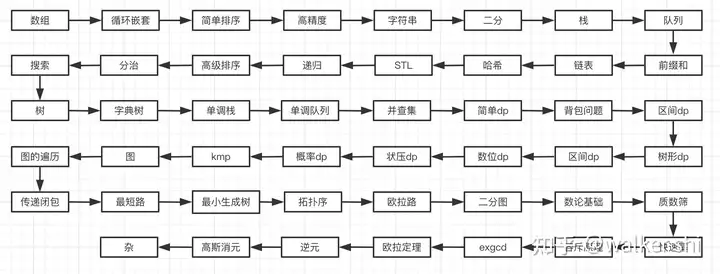 数组 循环嵌套 简单排序 高精度 字符串 二分 栈 队列
搜索 分治 高级排序 递归 STL 哈希 链表 前缀和
树 字典树 单调栈 单调队列 并查集 简单dp 背包问题 区间dp
图的遍历 图 kmp 概率dp 状压dp 数位dp 区间dp 树形dp
传递闭包 最短路 最小生成树 拓扑序 欧拉路 二分图 数论基础 质数筛
杂 高斯消元 逆元 欧拉定理 exgcd
知乎 @walkenshi